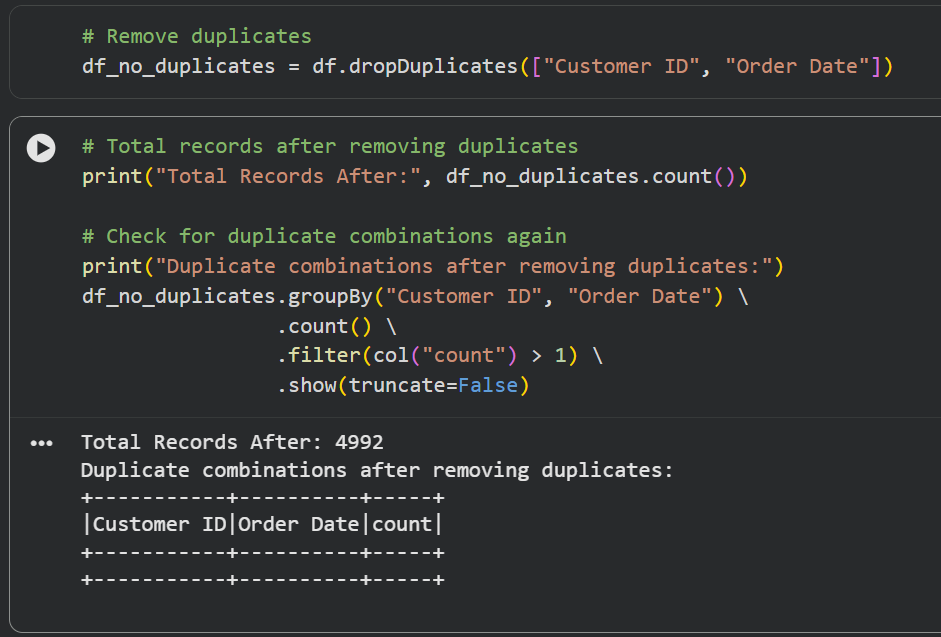 # Remove duplicates
df_no_duplicates = df.dropDuplicates(["Customer ID", "Order Date"])
# Total records after removing duplicates
print("Total Records After:", df_no_duplicates.count())
# Check for duplicate combinations again
print("Duplicate combinations after removing duplicates:")
df_no_duplicates.groupBy("Customer ID", "Order Date") \
.count() \
.filter(col("count") > 1) \
.show(truncate=False)
Total Records After: 4992
Duplicate combinations after removing duplicates:
+-----------+----------+-----+
|Customer ID|Order Date|count|
+-----------+----------+-----+
+-----------+----------+-----+